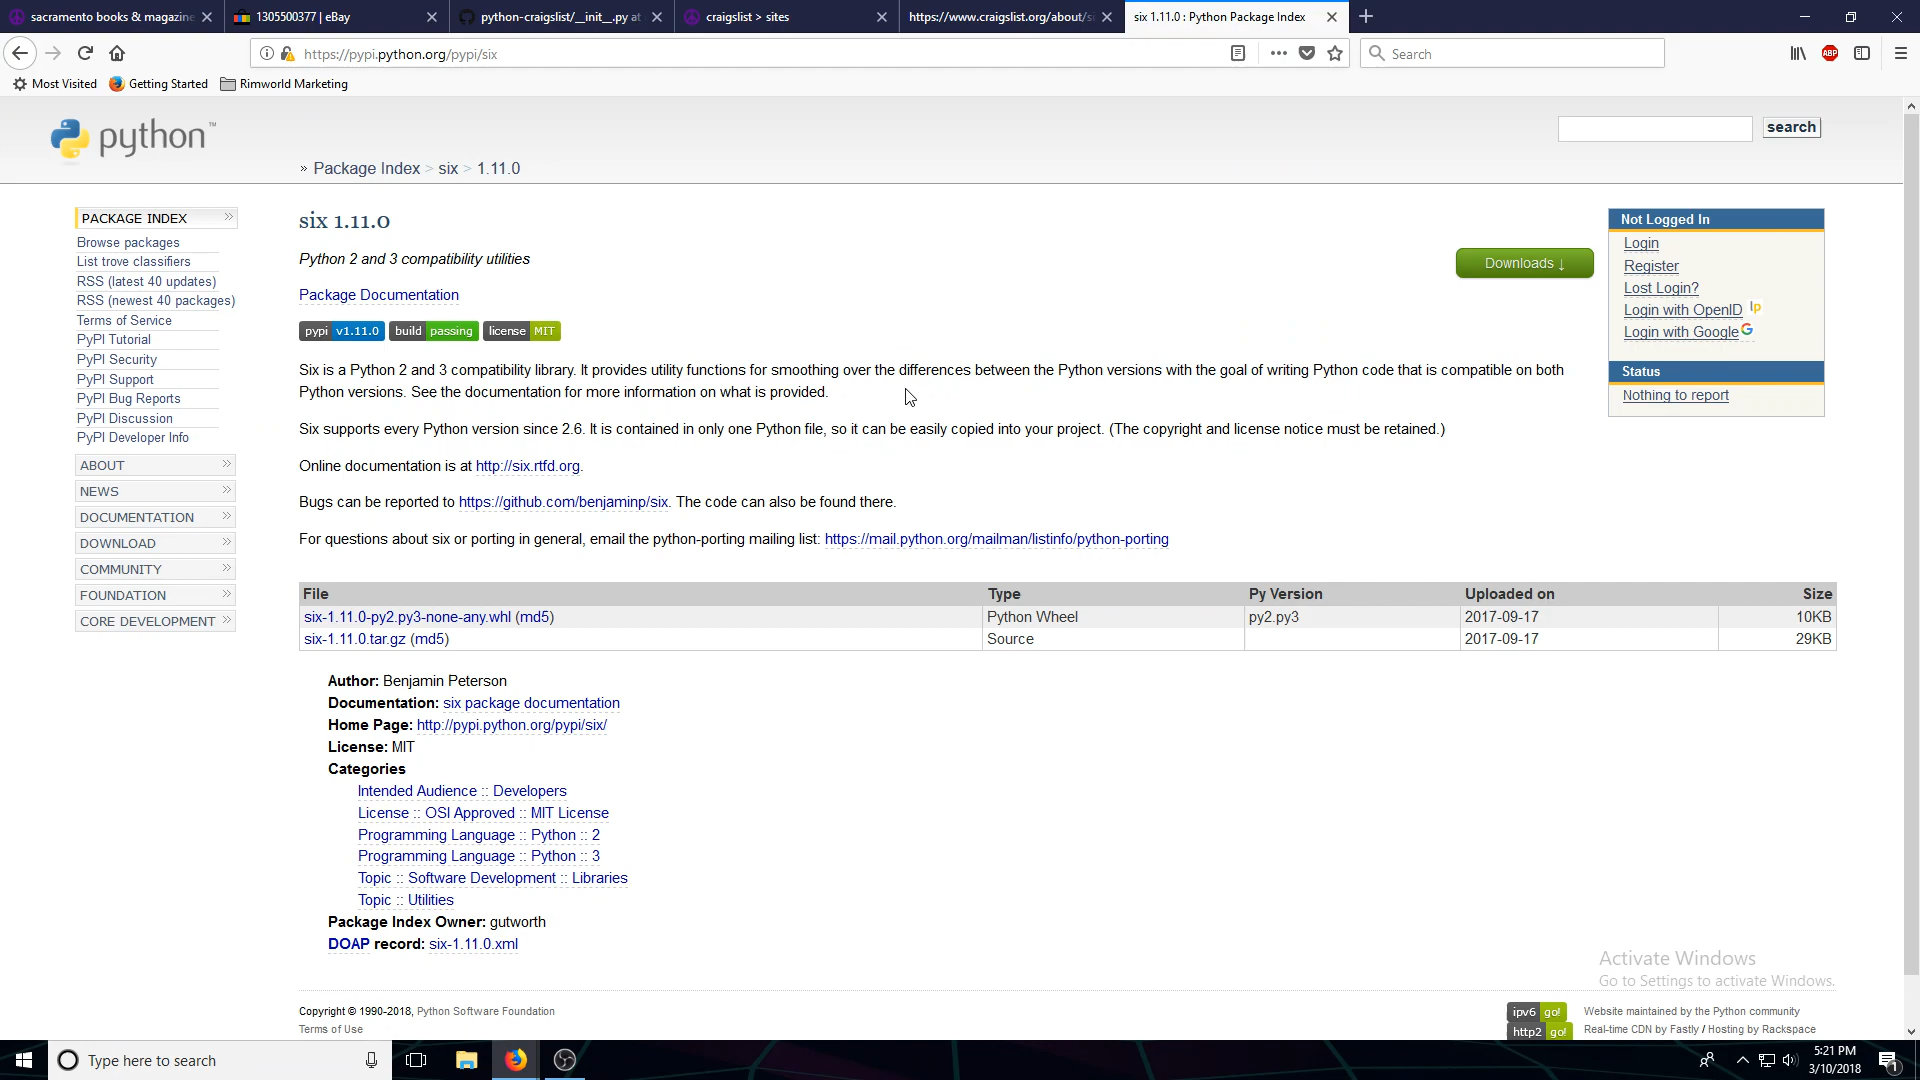 sacramento books & magazine
1305500377 | eBay
python-craigslist/__init__.py at
craigslist > sites
https://www.craigslist.org/about/si
six 1.11.0 : Python Package Index
https://pypi.python.org/pypi/six
Search
Most Visited
Getting Started
Rimworld Marketing
python™
search
» Package Index > six > 1.11.0
PACKAGE INDEX »
Browse packages
List trove classifiers
RSS (latest 40 updates)
RSS (newest 40 packages)
Terms of Service
PyPI Tutorial
PyPI Security
PyPI Support
PyPI Bug Reports
PyPI Discussion
PyPI Developer Info
ABOUT »
NEWS »
DOCUMENTATION »
DOWNLOAD »
COMMUNITY »
FOUNDATION »
CORE DEVELOPMENT »
six 1.11.0
Python 2 and 3 compatibility utilities
Downloads ↓
Package Documentation
pypi v1.11.0
build passing
license MIT
Six is a Python 2 and 3 compatibility library. It provides utility functions for smoothing over the differences between the Python versions with the goal of writing Python code that is compatible on both
Python versions. See the documentation for more information on what is provided.
Six supports every Python version since 2.6. It is contained in only one Python file, so it can be easily copied into your project. (The copyright and license notice must be retained.)
Online documentation is at http://six.rtfd.org.
Bugs can be reported to https://github.com/benjaminp/six. The code can also be found there.
For questions about six or porting in general, email the python-porting mailing list: https://mail.python.org/mailman/listinfo/python-porting
File Type Py Version Uploaded on Size
six-1.11.0-py2.py3-none-any.whl (md5) Python Wheel py2.py3 2017-09-17 10KB
six-1.11.0.tar.gz (md5) Source 2017-09-17 29KB
Author: Benjamin Peterson
Documentation: six package documentation
Home Page: http://pypi.python.org/pypi/six/
License: MIT
Categories
Intended Audience :: Developers
License :: OSI Approved :: MIT License
Programming Language :: Python :: 2
Programming Language :: Python :: 3
Topic :: Software Development :: Libraries
Topic :: Utilities
Package Index Owner: gutworth
DOAP record: six-1.11.0.xml
Not Logged In
Login
Register
Lost Login?
Login with OpenID lp
Login with Google G
Status
Nothing to report
Activate Windows
Go to Settings to activate Windows.
Copyright © 1990-2018, Python Software Foundation
Terms of Use
ipv6 go!
http2 go!
Website maintained by the Python community
Real-time CDN by Fastly / Hosting by Rackspace
Type here to search
5:21 PM
3/10/2018
1
ABP